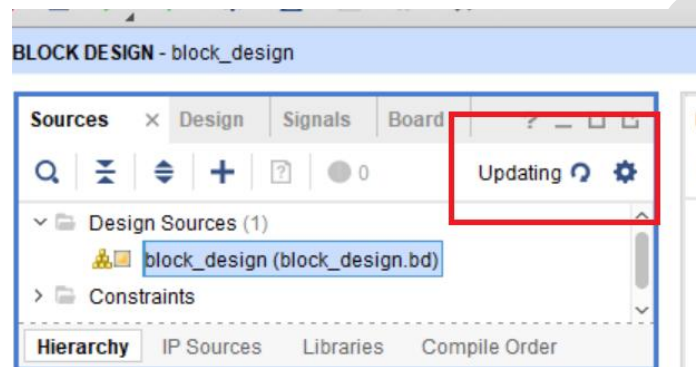 BLOCK DESIGN - block_design
Sources × Design Signals Board ? _
0 Updating
Design Sources (1)
block_design (block_design.bd)
Constraints
Hierarchy IP Sources Libraries Compile Order